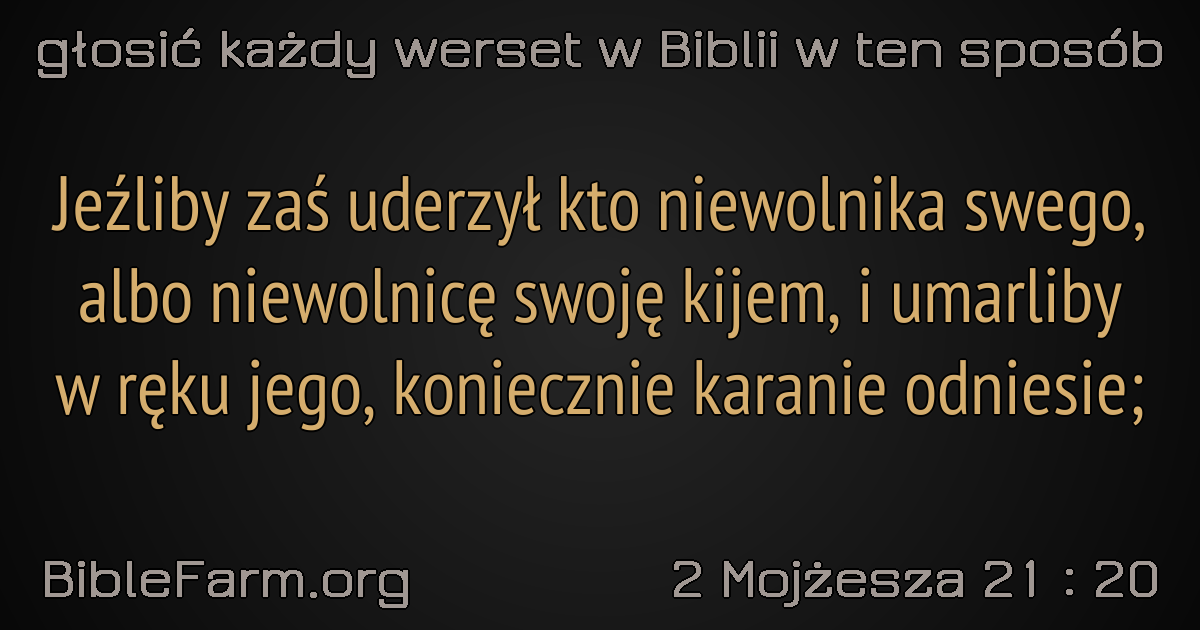 głosić każdy werset w Biblii w ten sposób
Jeźliby zaś uderzył kto niewolnika swego,
albo niewolnicę swoję kijem, i umarliby
w ręku jego, koniecznie karanie odniesie;
BibleFarm.org
2 Mojżesza 21 : 20